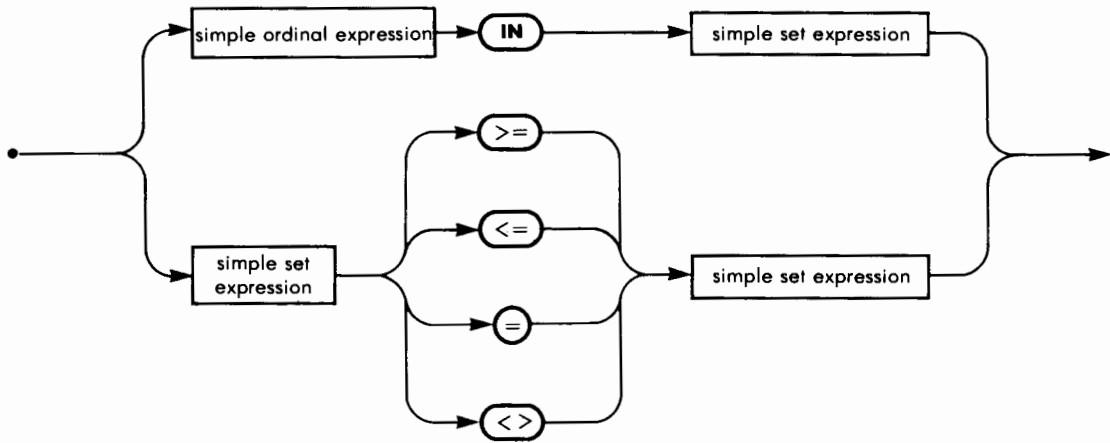 simple ordinal expression
IN
simple set expression
>=
<=
simple set
expression
simple set expression
=
<>